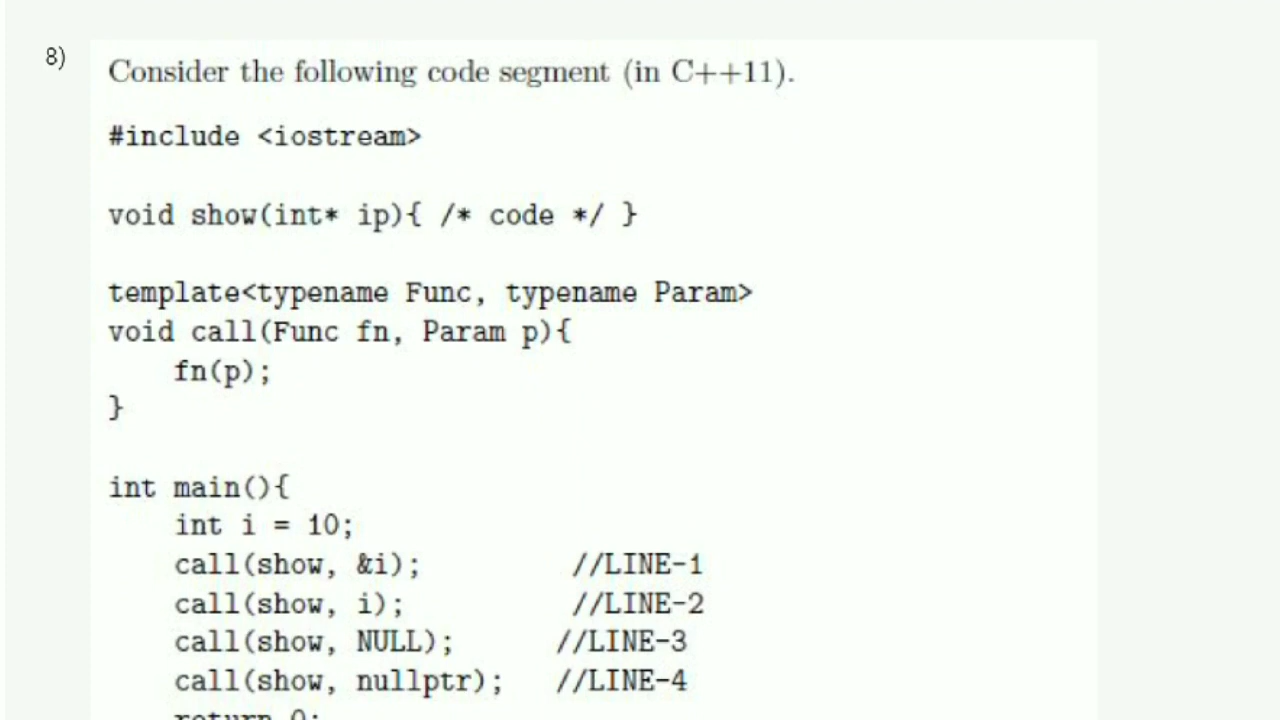 8)
Consider the following code segment (in C++11).
#include <iostream>
void show(int* ip){ /* code */ }
template<typename Func, typename Param>
void call(Func fn, Param p){
    fn(p);
}
int main(){
    int i = 10;
    call(show, &i);         //LINE-1
    call(show, i);          //LINE-2
    call(show, NULL);      //LINE-3
    call(show, nullptr);   //LINE-4
    return 0;